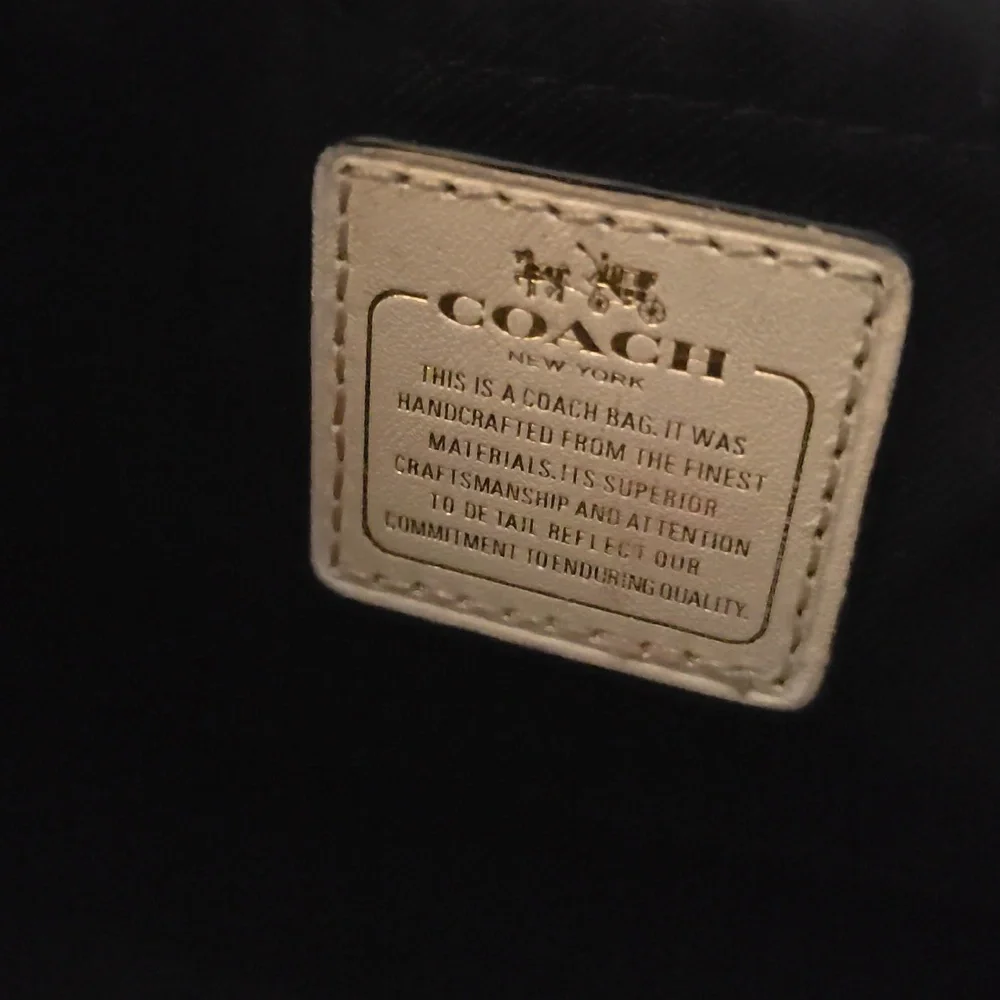 COACH
NEW YORK
THIS IS A COACH BAG. IT WAS
HANDCRAFTED FROM THE FINEST
MATERIALS. ITS SUPERIOR
CRAFTSMANSHIP AND ATTENTION
TO DETAIL REFLECT OUR
COMMITMENT TO ENDURING QUALITY.